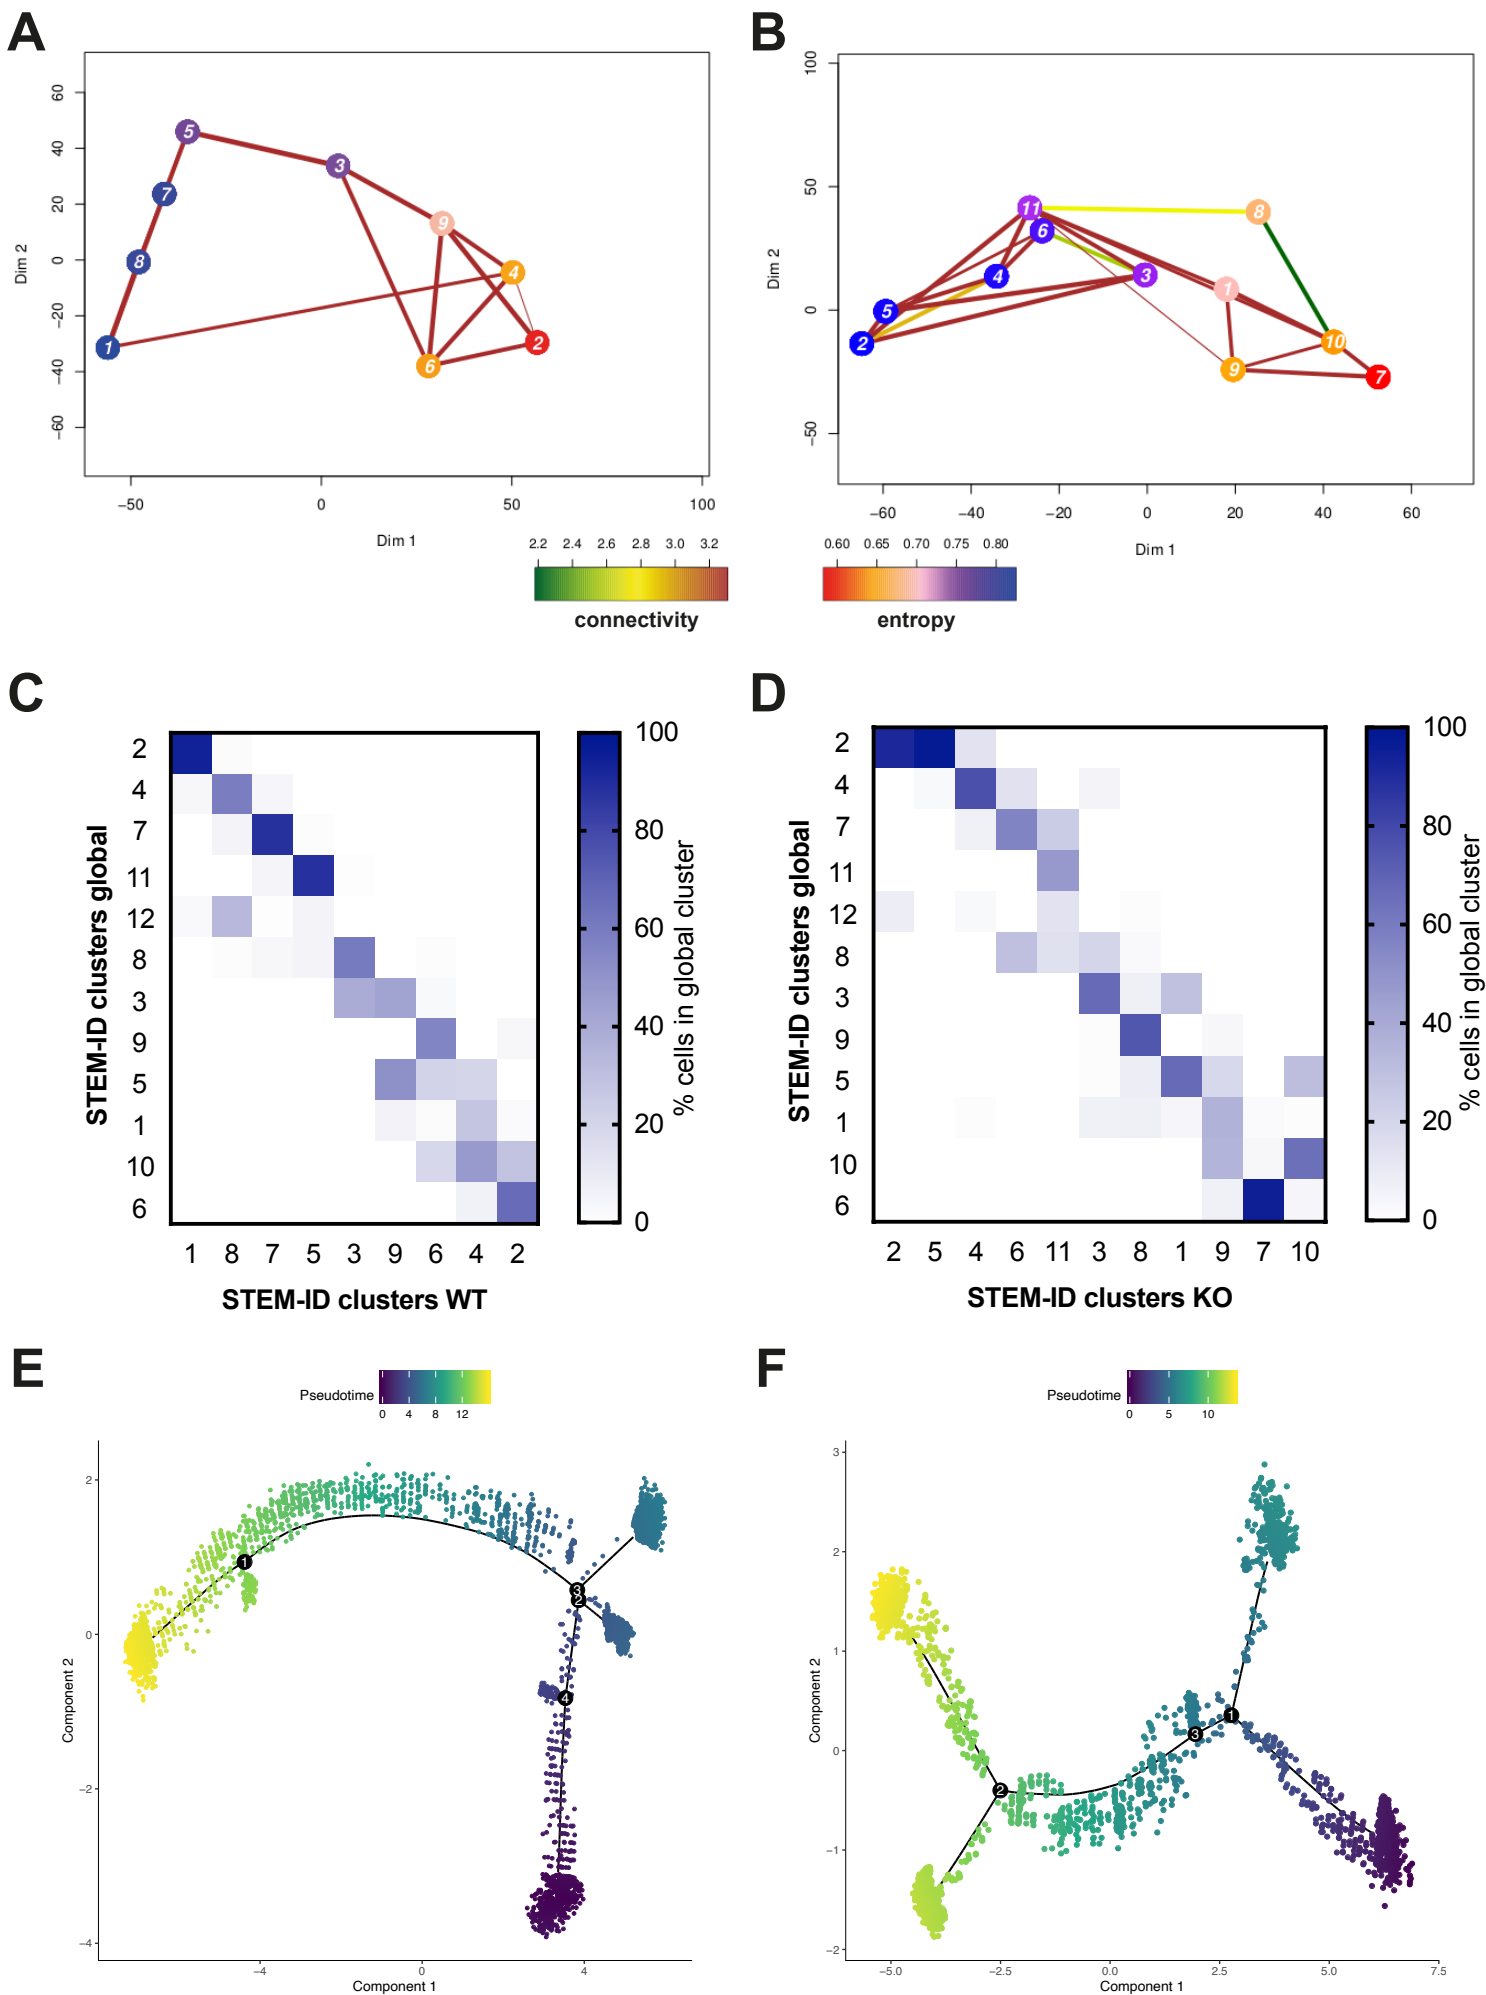 A
B
60
40
20
0
−20
−40
−60
Dim 2
5
3
7
9
8
4
1
2
6
−50
0
50
100
Dim 1
100
50
0
−50
Dim 2
11
8
6
4
3
1
5
2
10
9
7
−60
−40
−20
0
20
40
60
Dim 1
2.2 2.4 2.6 2.8 3.0 3.2
connectivity
0.60 0.65 0.70 0.75 0.80
entropy
C
D
STEM-ID clusters global
2
4
7
11
12
8
3
9
5
1
10
6
1 8 7 5 3 9 6 4 2
STEM-ID clusters WT
100
80
60
40
20
0
% cells in global cluster
STEM-ID clusters global
2
4
7
11
12
8
3
9
5
1
10
6
2 5 4 6 11 3 8 1 9 7 10
STEM-ID clusters KO
100
80
60
40
20
0
% cells in global cluster
E
F
Pseudotime
0 4 8 12
2
0
−2
−4
Component 2
1
3
2
4
−4 0 4
Component 1
Pseudotime
0 5 10
3
2
1
0
−1
−2
Component 2
1
3
2
−5.0 −2.5 0.0 2.5 5.0 7.5
Component 1